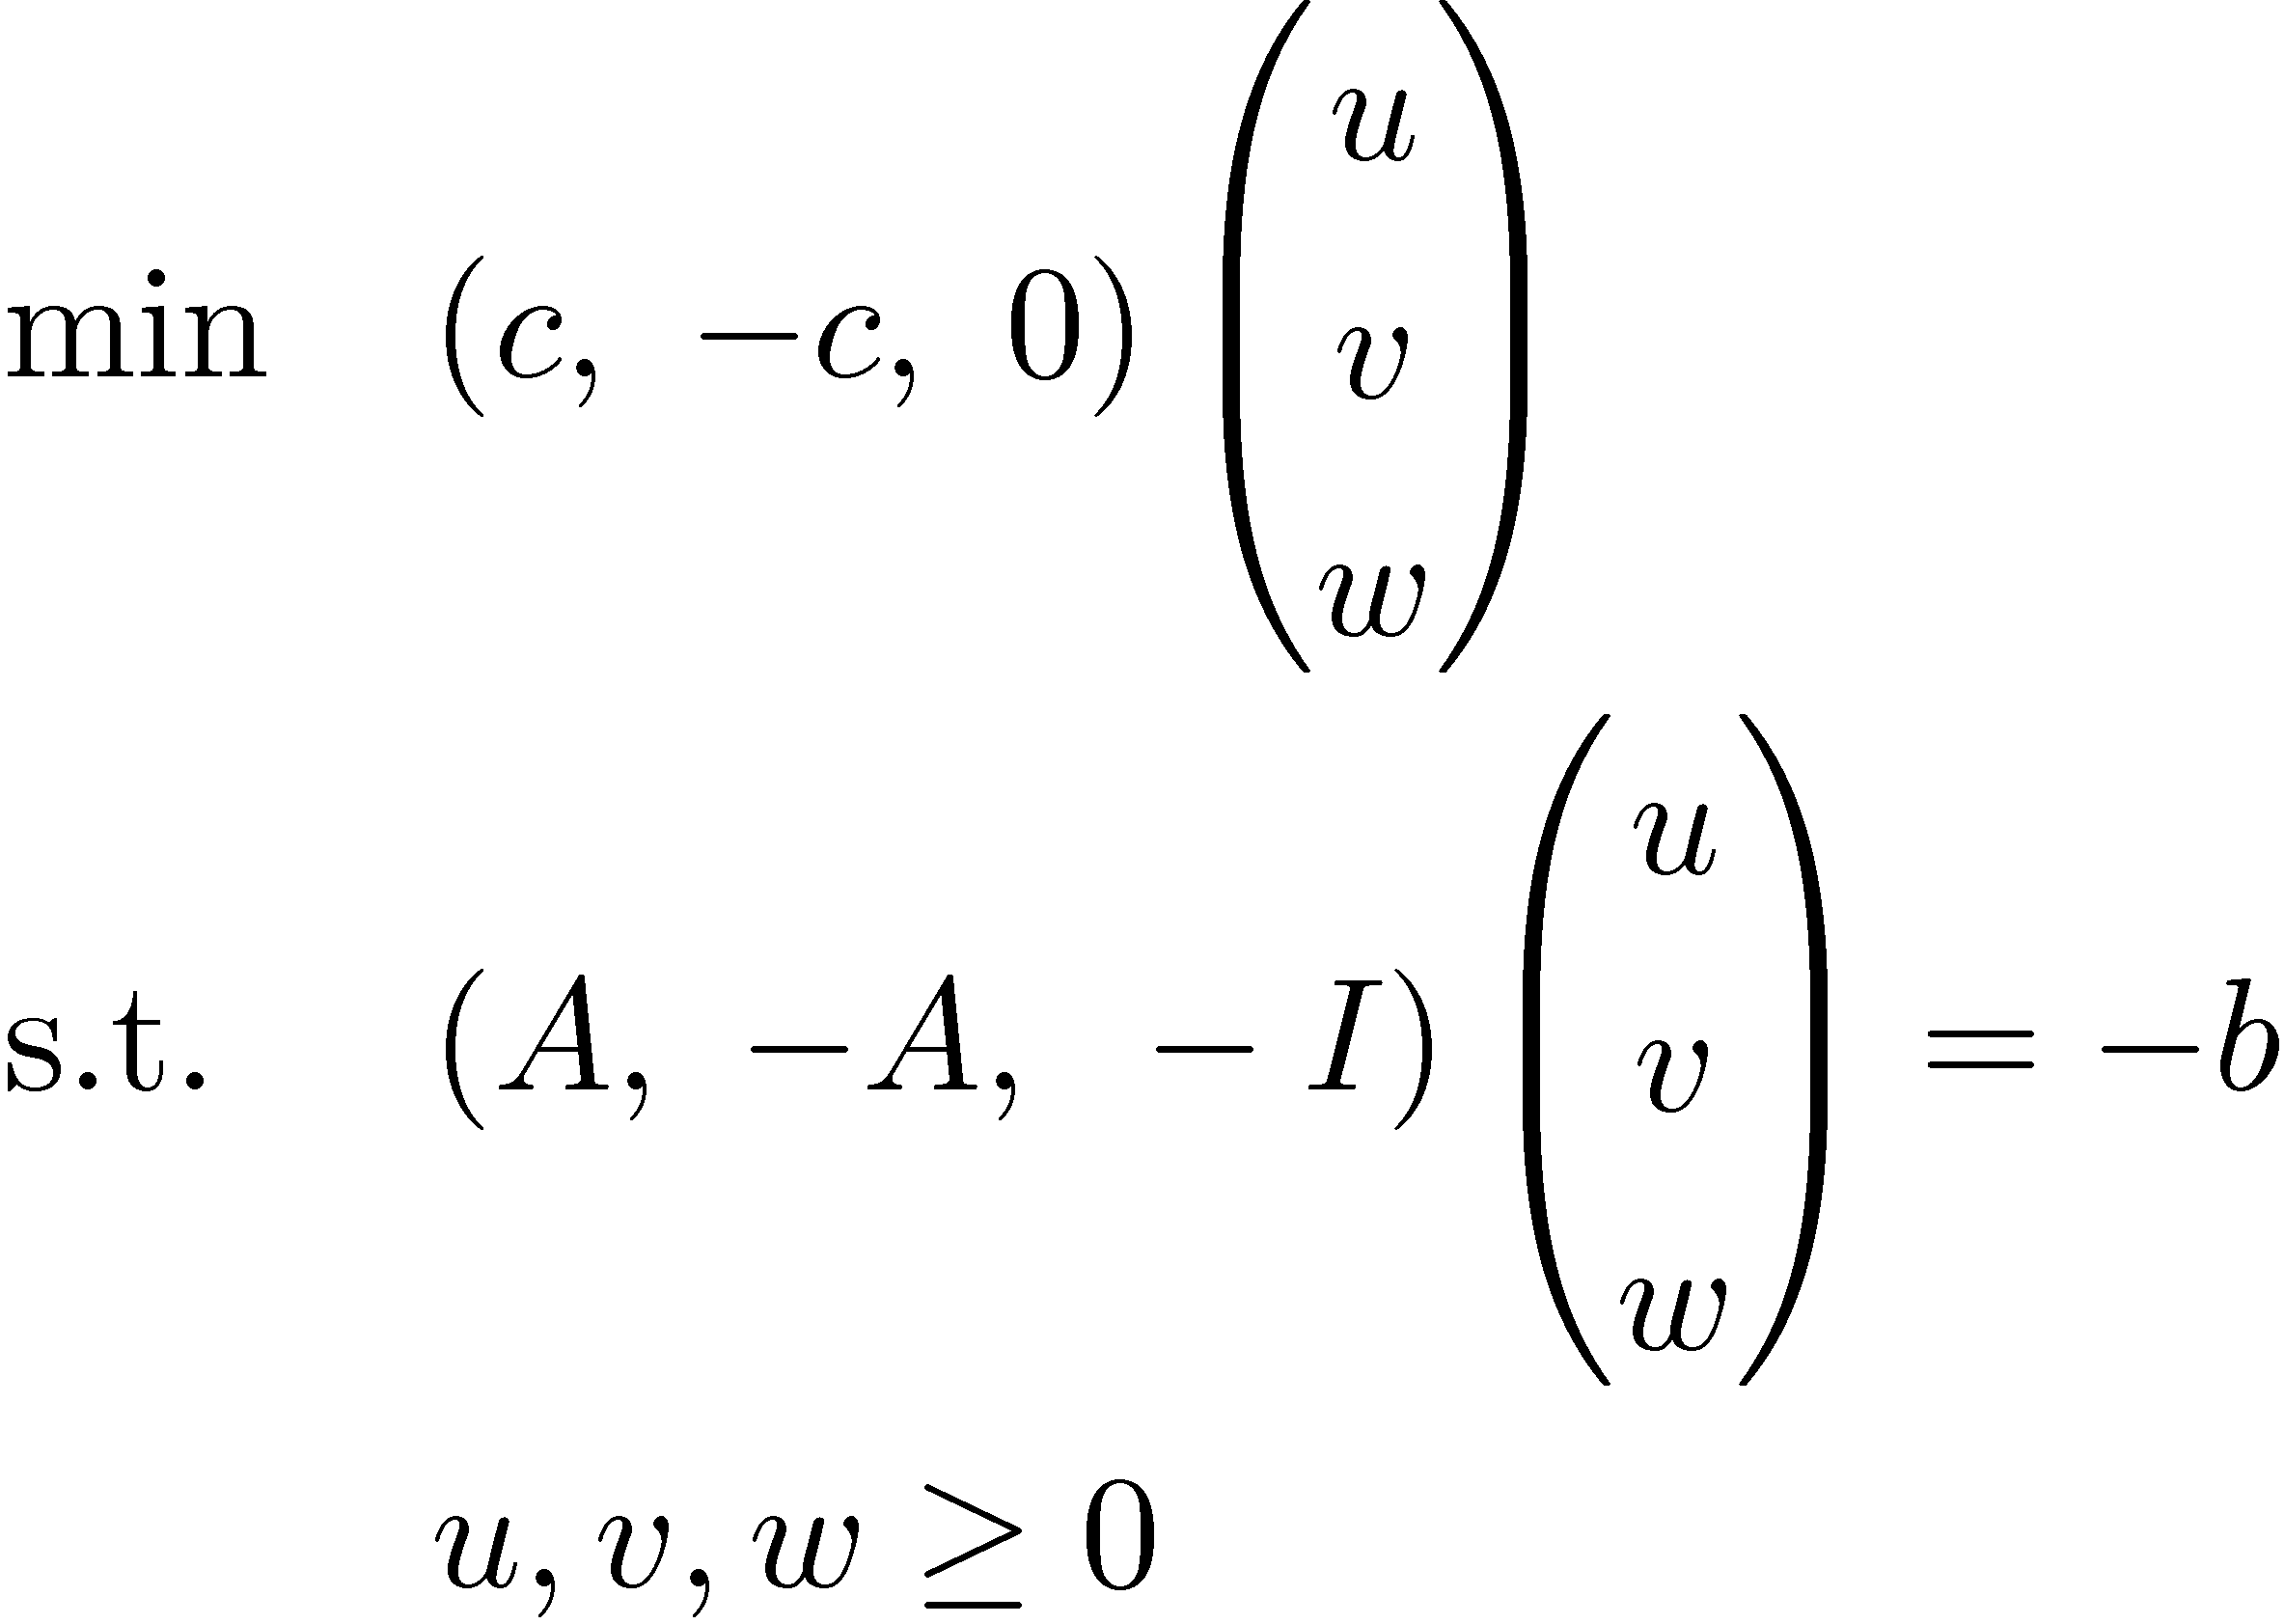 min (c, −c, 0) (u v w)
s.t. (A, −A, −I) (u v w) = −b
u, v, w ≥ 0